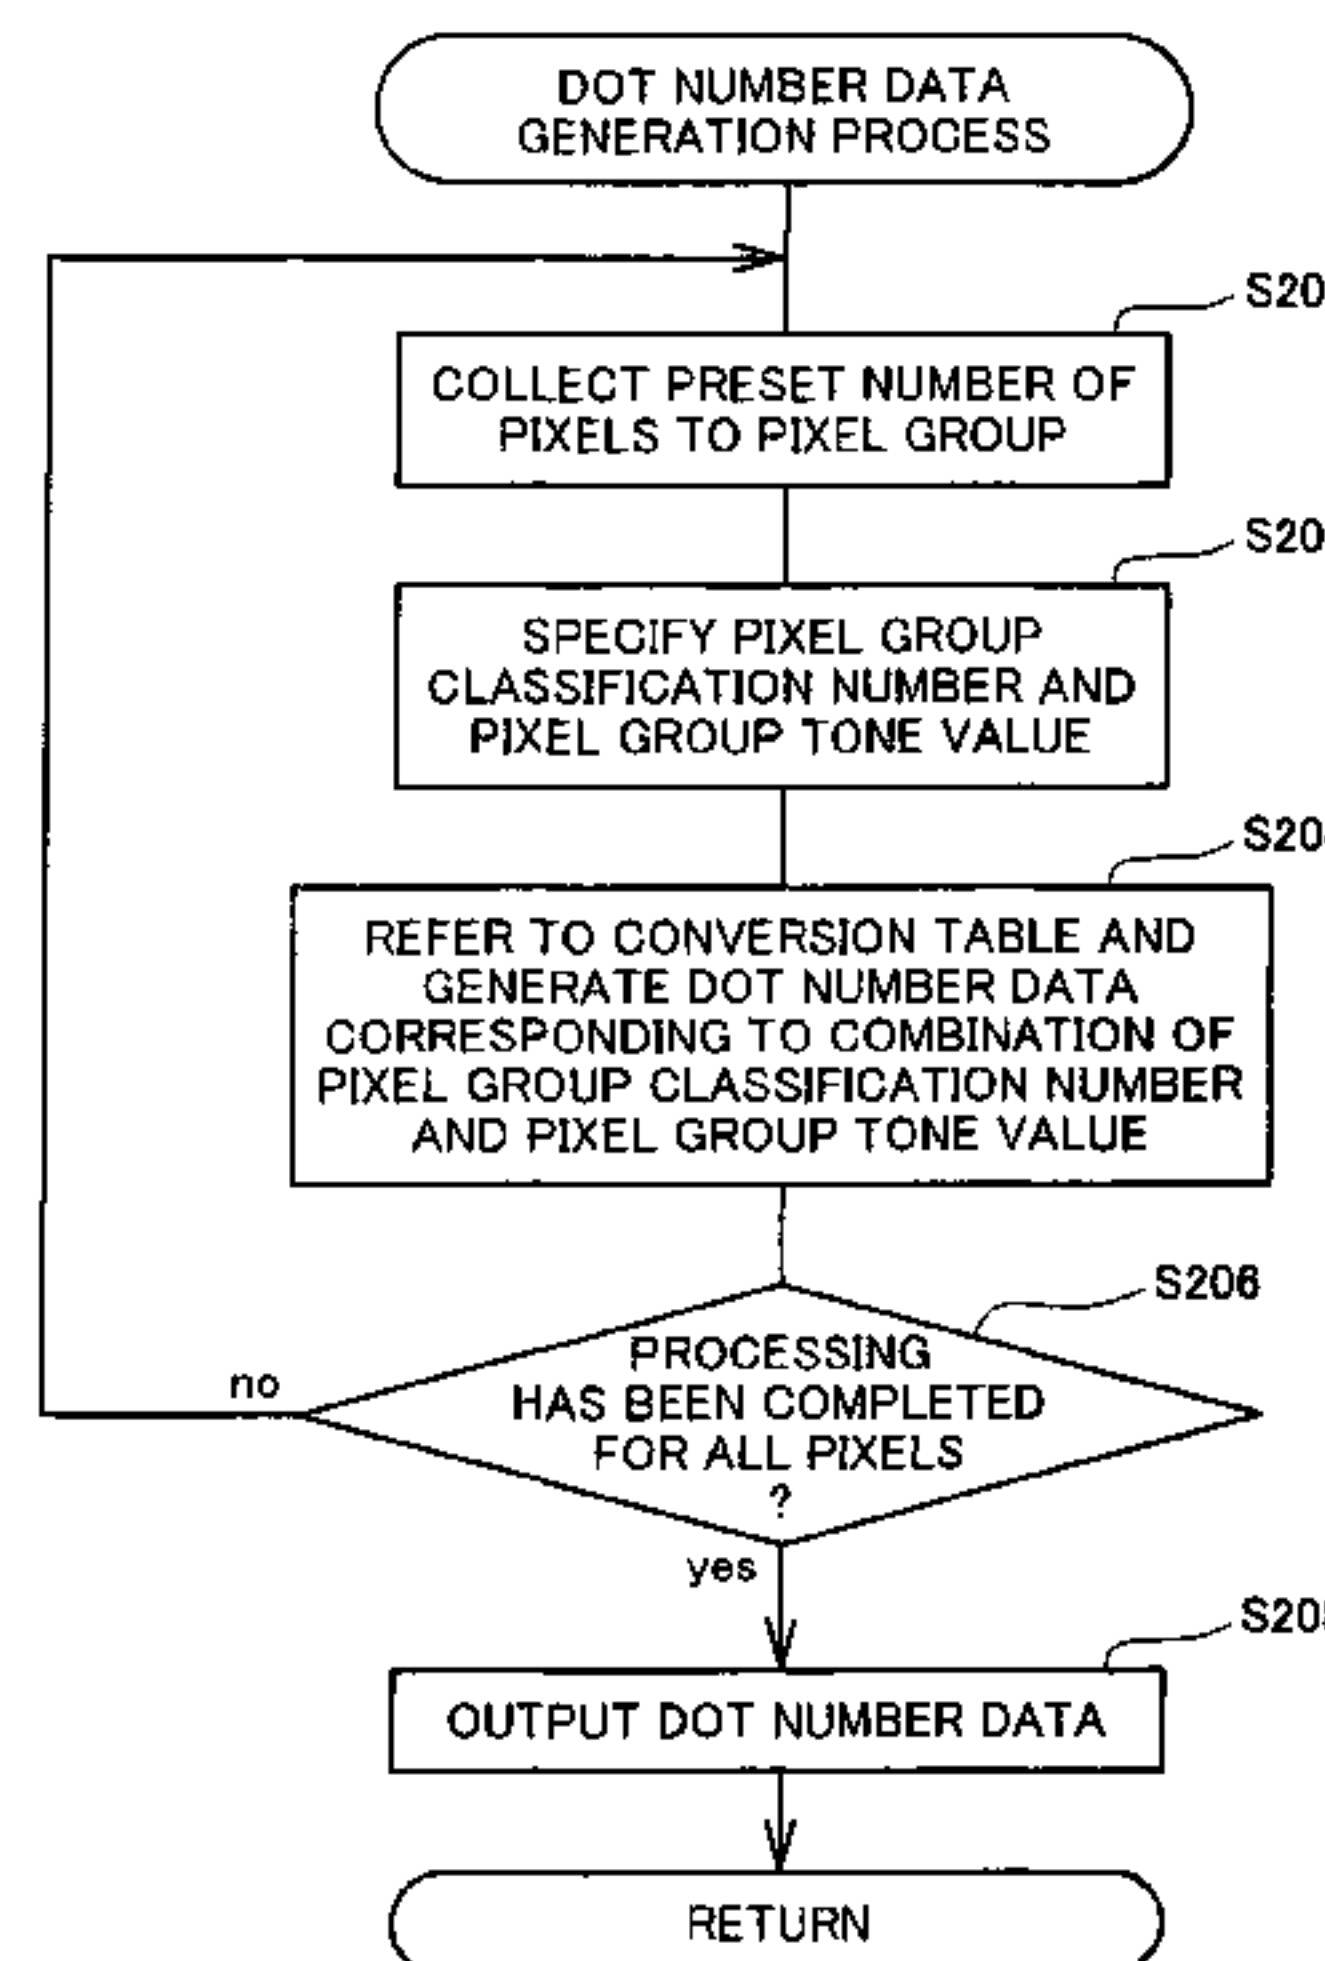 DOT NUMBER DATA
GENERATION PROCESS
S20
COLLECT PRESET NUMBER OF
PIXELS TO PIXEL GROUP
S20
SPECIFY PIXEL GROUP
CLASSIFICATION NUMBER AND
PIXEL GROUP TONE VALUE
S20
REFER TO CONVERSION TABLE AND
GENERATE DOT NUMBER DATA
CORRESPONDING TO COMBINATION OF
PIXEL GROUP CLASSIFICATION NUMBER
AND PIXEL GROUP TONE VALUE
S206
PROCESSING
HAS BEEN COMPLETED
FOR ALL PIXELS
?
no
yes
S20
OUTPUT DOT NUMBER DATA
RETURN